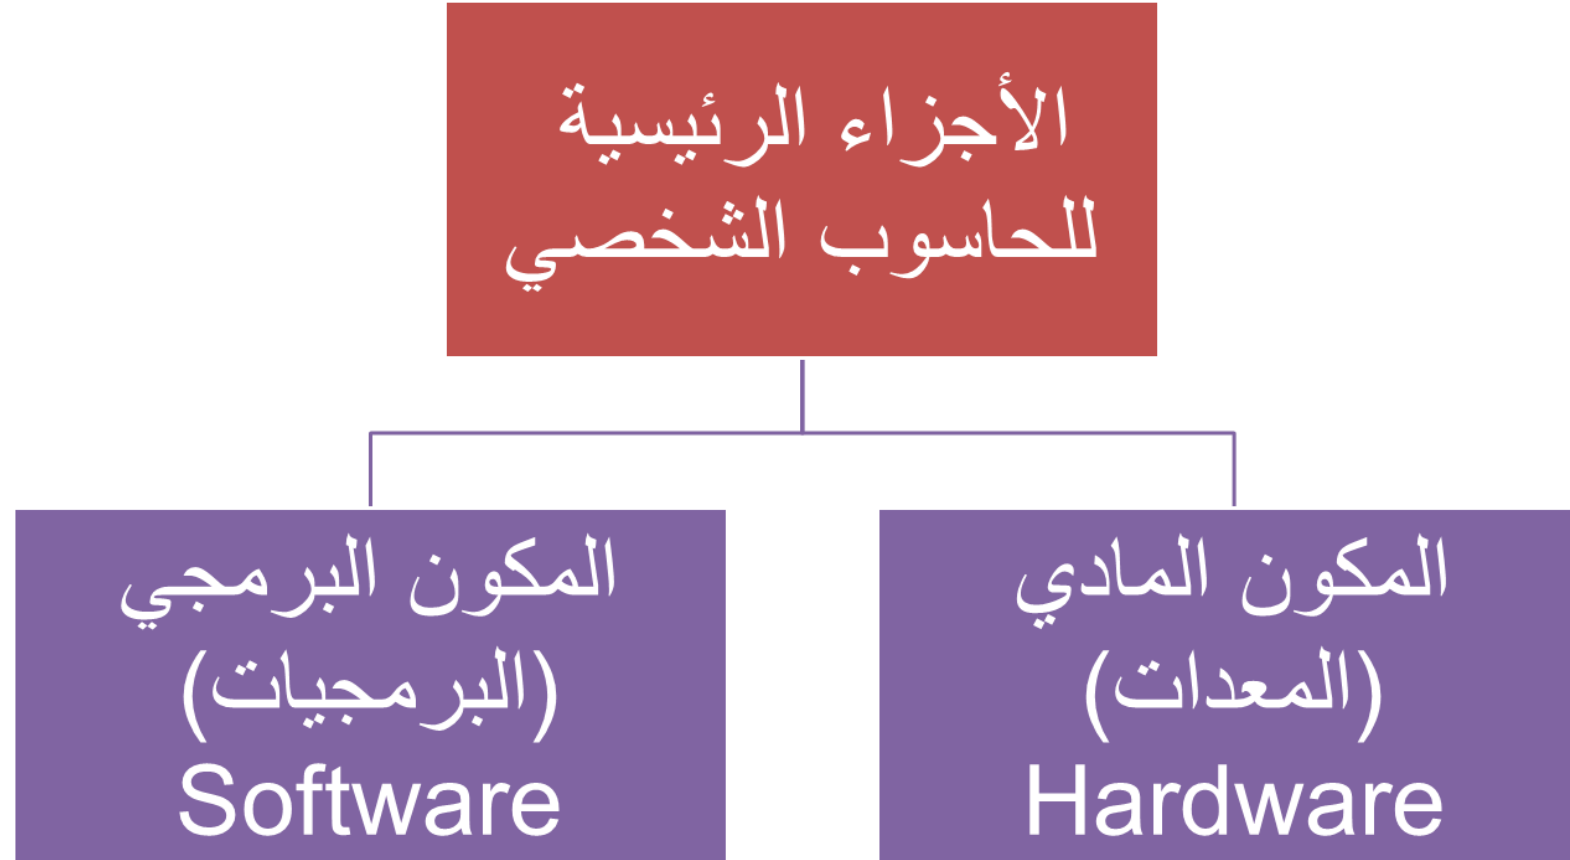 الأجزاء الرئيسية
للحاسوب الشخصي
المكون المادي
(المعدات)
Hardware
المكون البرمجي
(البرمجيات)
Software